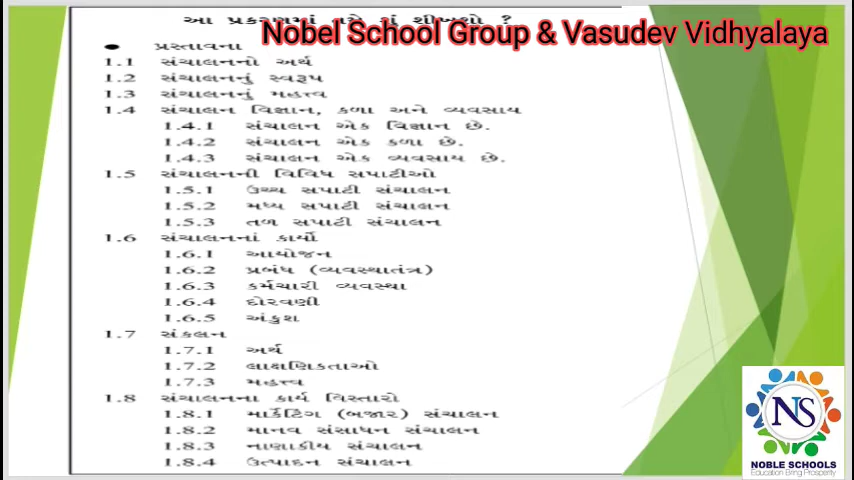 આ પ્રકરણમાં તમે શું શીખશો ?
Nobel School Group & Vasudev Vidhyalaya
● પ્રસ્તાવના
1.1 સંચાલનનો અર્થ
1.2 સંચાલનનું સ્વરૂપ
1.3 સંચાલનનું મહત્ત્વ
1.4 સંચાલન વિજ્ઞાન, કળા અને વ્યવસાય
1.4.1 સંચાલન એક વિજ્ઞાન છે.
1.4.2 સંચાલન એક કળા છે.
1.4.3 સંચાલન એક વ્યવસાય છે.
1.5 સંચાલનની વિવિધ સપાટીઓ
1.5.1 ઉચ્ચ સપાટી સંચાલન
1.5.2 મધ્ય સપાટી સંચાલન
1.5.3 તળ સપાટી સંચાલન
1.6 સંચાલનનાં કાર્યો
1.6.1 આયોજન
1.6.2 પ્રબંધ (વ્યવસ્થાતંત્ર)
1.6.3 કર્મચારી વ્યવસ્થા
1.6.4 દોરવણી
1.6.5 અંકુશ
1.7 સંકલન
1.7.1 અર્થ
1.7.2 લાક્ષણિકતાઓ
1.7.3 મહત્ત્વ
1.8 સંચાલનના કાર્ય વિસ્તારો
1.8.1 માર્કેટિંગ (બજાર) સંચાલન
1.8.2 માનવ સંસાધન સંચાલન
1.8.3 નાણાકીય સંચાલન
1.8.4 ઉત્પાદન સંચાલન
NS
NOBLE SCHOOLS
Education Bring Prosperity